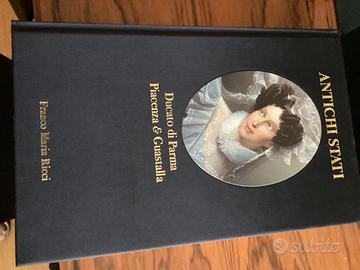 ANTICHI STATI
Ducato di Parma
Piacenza & Guastalla
Franco Maria Ricci
subito